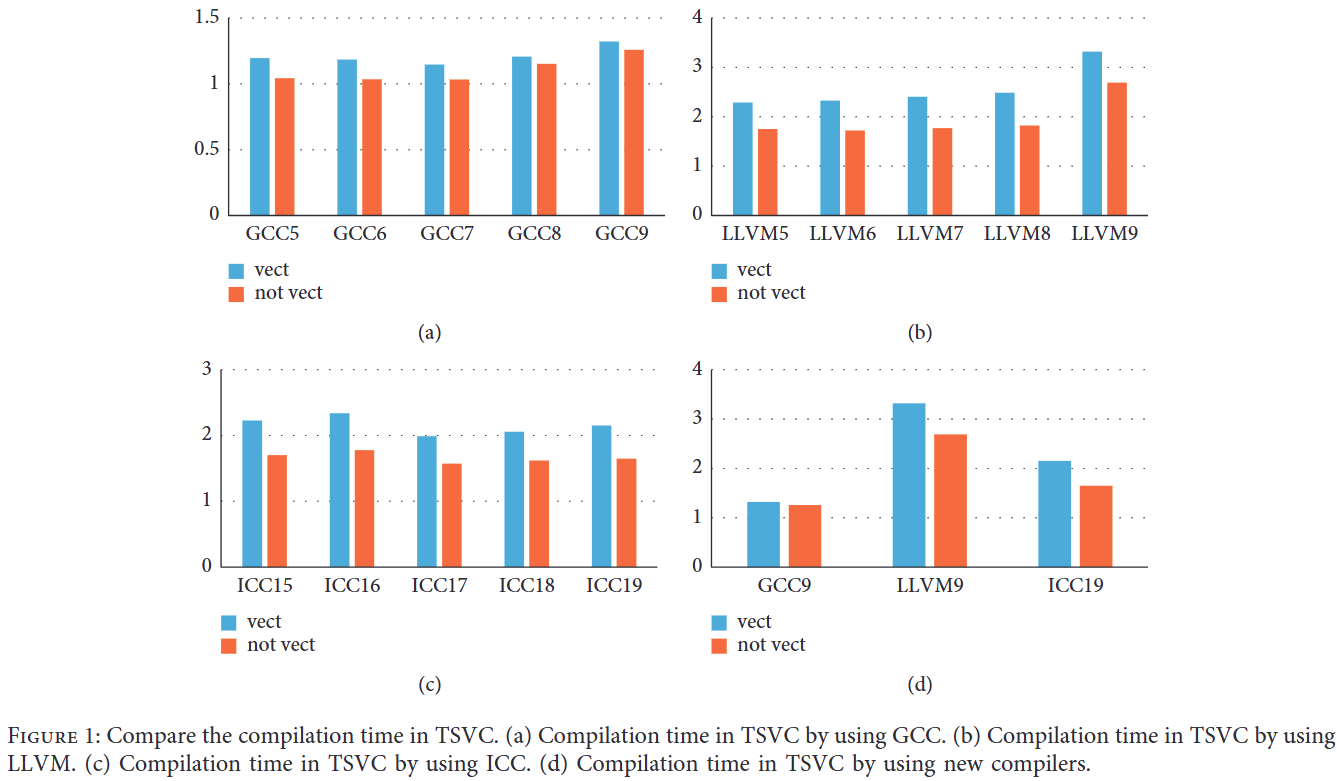 1.5
1
0.5
0
GCC5 GCC6 GCC7 GCC8 GCC9
vect
not vect
(a)
4
3
2
1
0
LLVM5 LLVM6 LLVM7 LLVM8 LLVM9
vect
not vect
(b)
3
2
1
0
ICC15 ICC16 ICC17 ICC18 ICC19
vect
not vect
(c)
4
3
2
1
0
GCC9 LLVM9 ICC19
vect
not vect
(d)
Figure 1: Compare the compilation time in TSVC. (a) Compilation time in TSVC by using GCC. (b) Compilation time in TSVC by using
LLVM. (c) Compilation time in TSVC by using ICC. (d) Compilation time in TSVC by using new compilers.